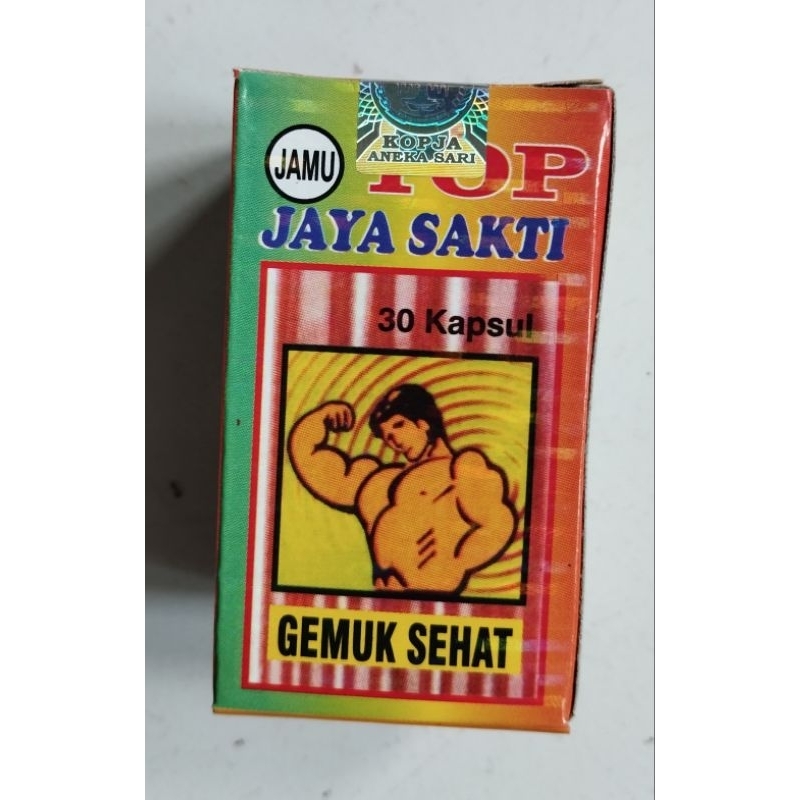 KOPJA
ANEKA SARI
JAMU
TOP
JAYA SAKTI
30 Kapsul
GEMUK SEHAT